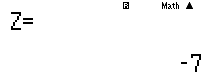 R Math ▲
Z=
-7